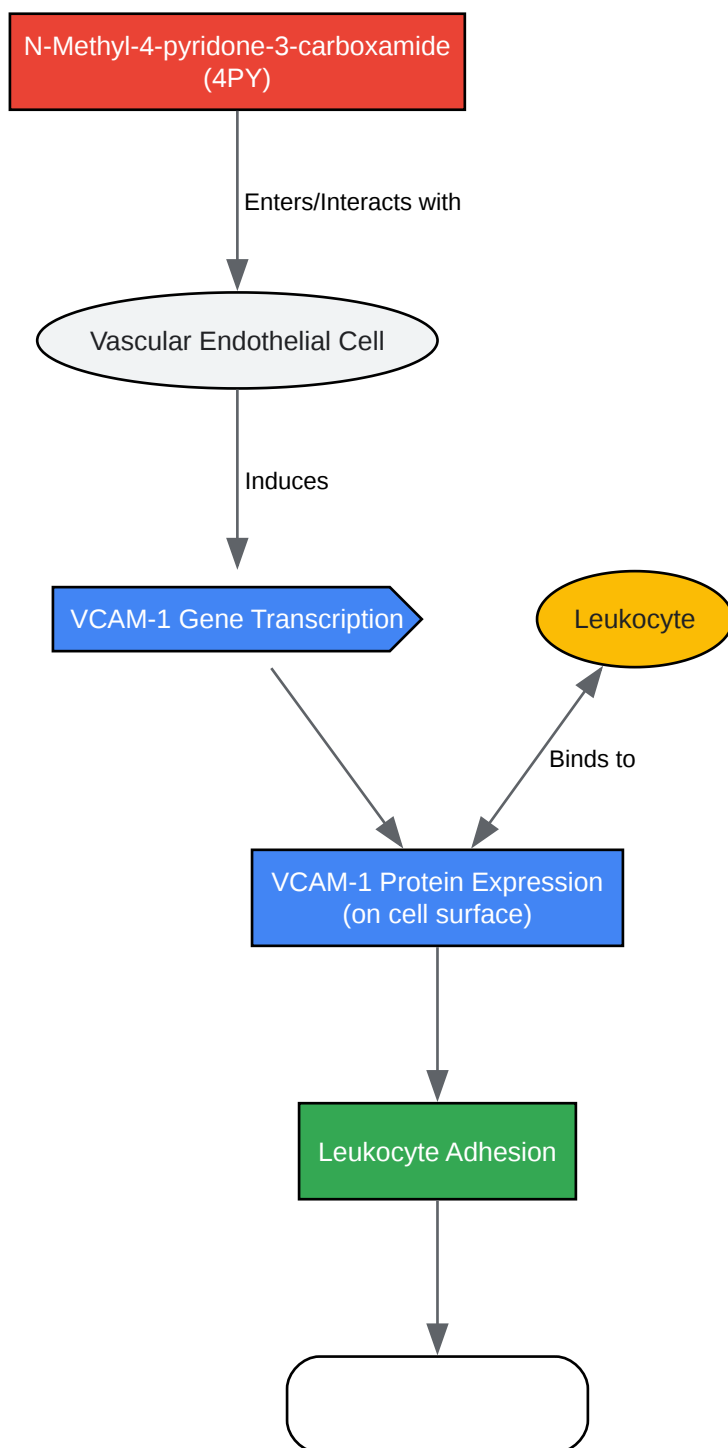 N-Methyl-4-pyridone-3-carboxamide
(4PY)
Enters/Interacts with
Vascular Endothelial Cell
Induces
VCAM-1 Gene Transcription
Leukocyte
Binds to
VCAM-1 Protein Expression
(on cell surface)
Leukocyte Adhesion